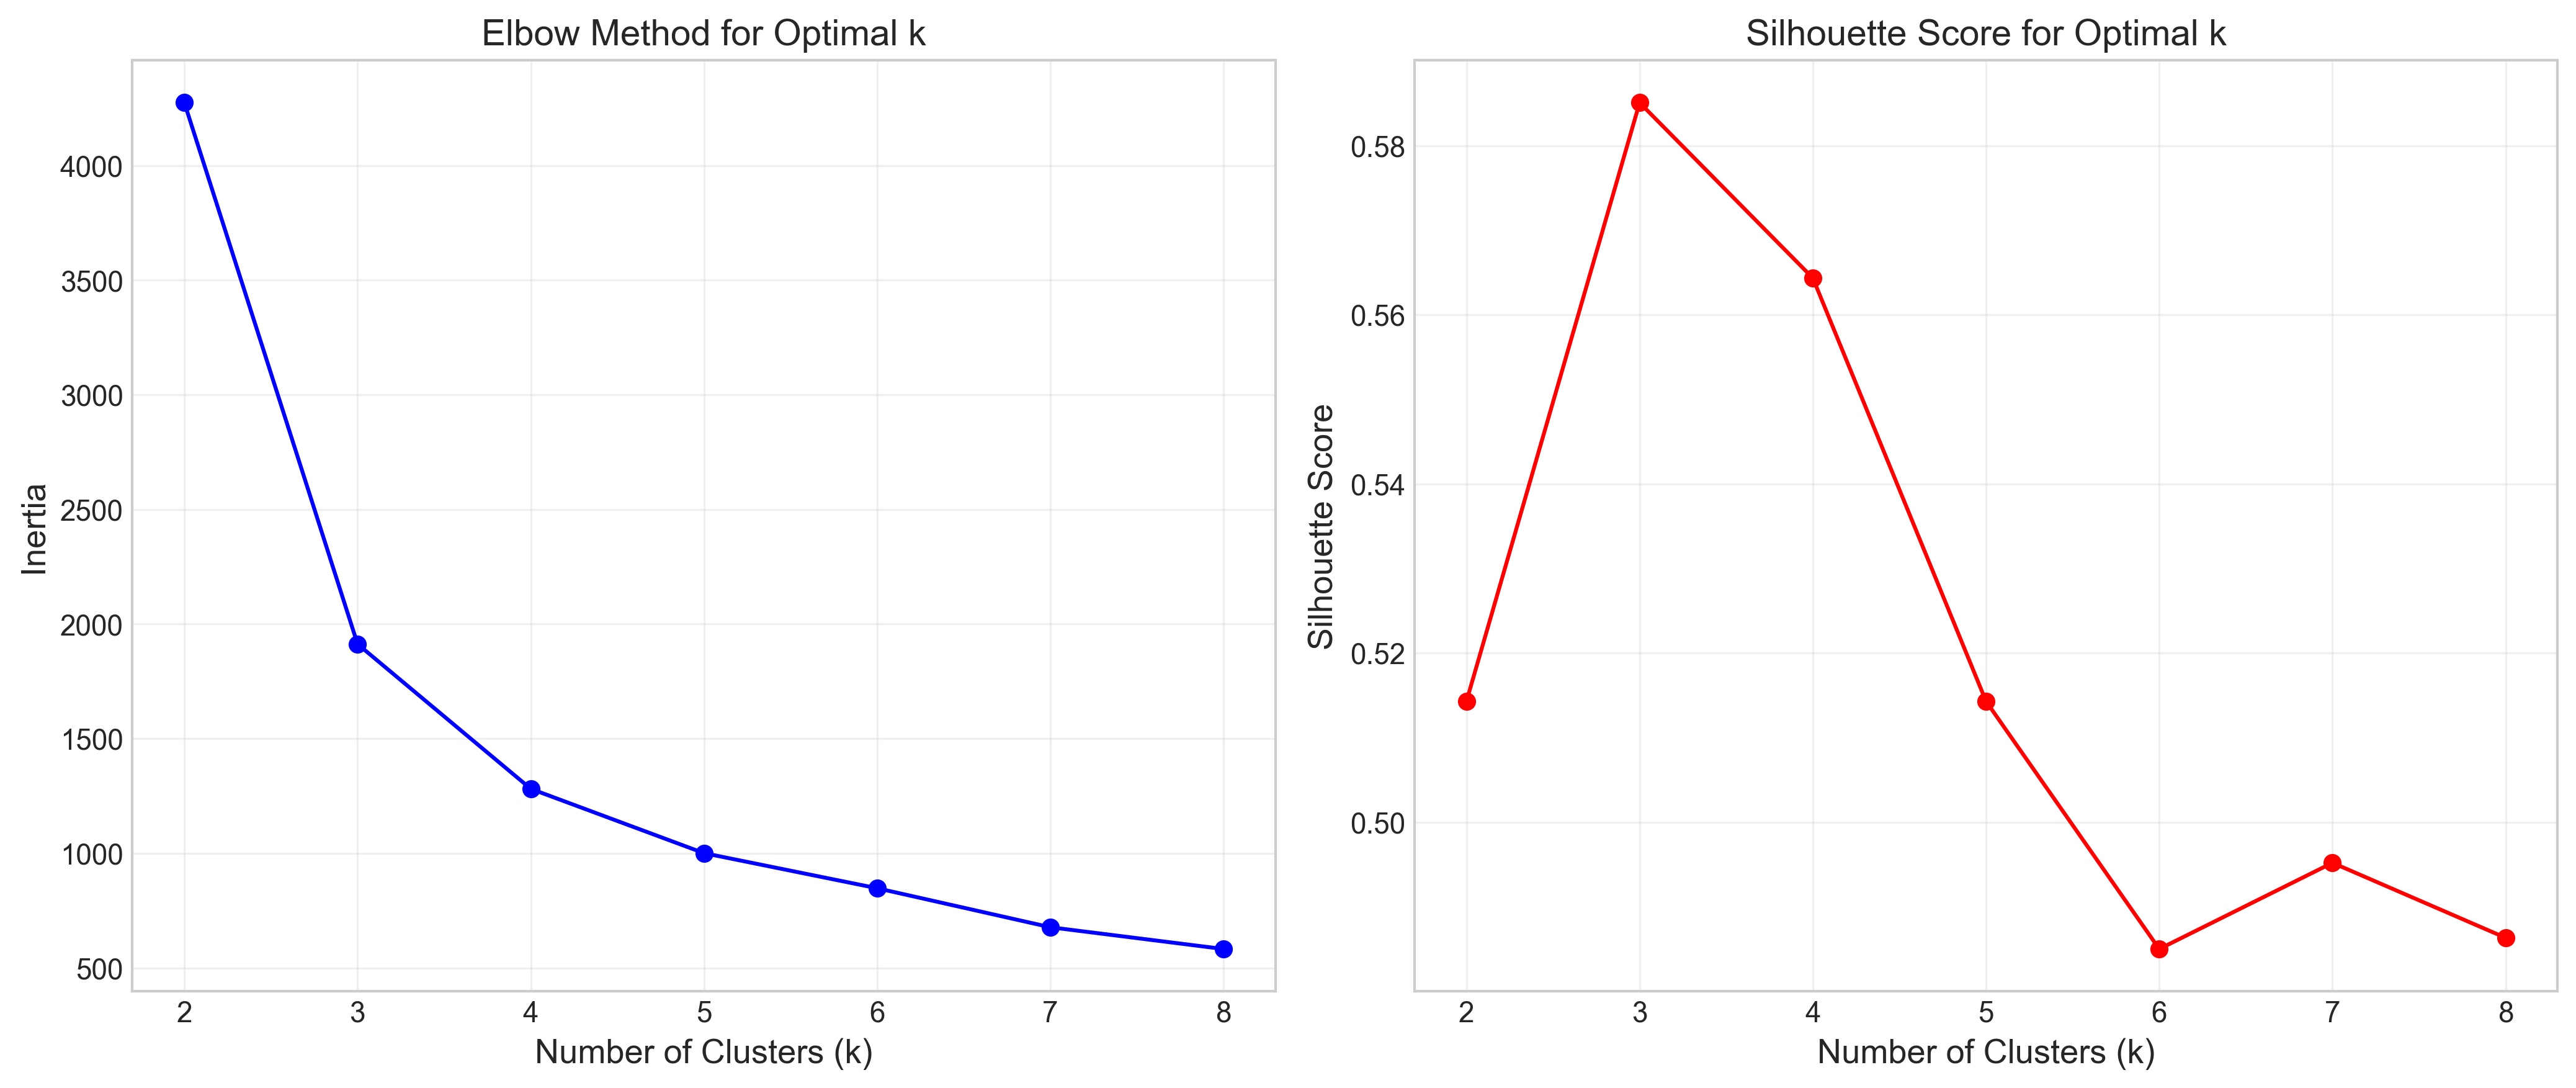 Elbow Method for Optimal k
Inertia
4000
3500
3000
2500
2000
1500
1000
500
2 3 4 5 6 7 8
Number of Clusters (k)
Silhouette Score for Optimal k
Silhouette Score
0.58
0.56
0.54
0.52
0.50
2 3 4 5 6 7 8
Number of Clusters (k)